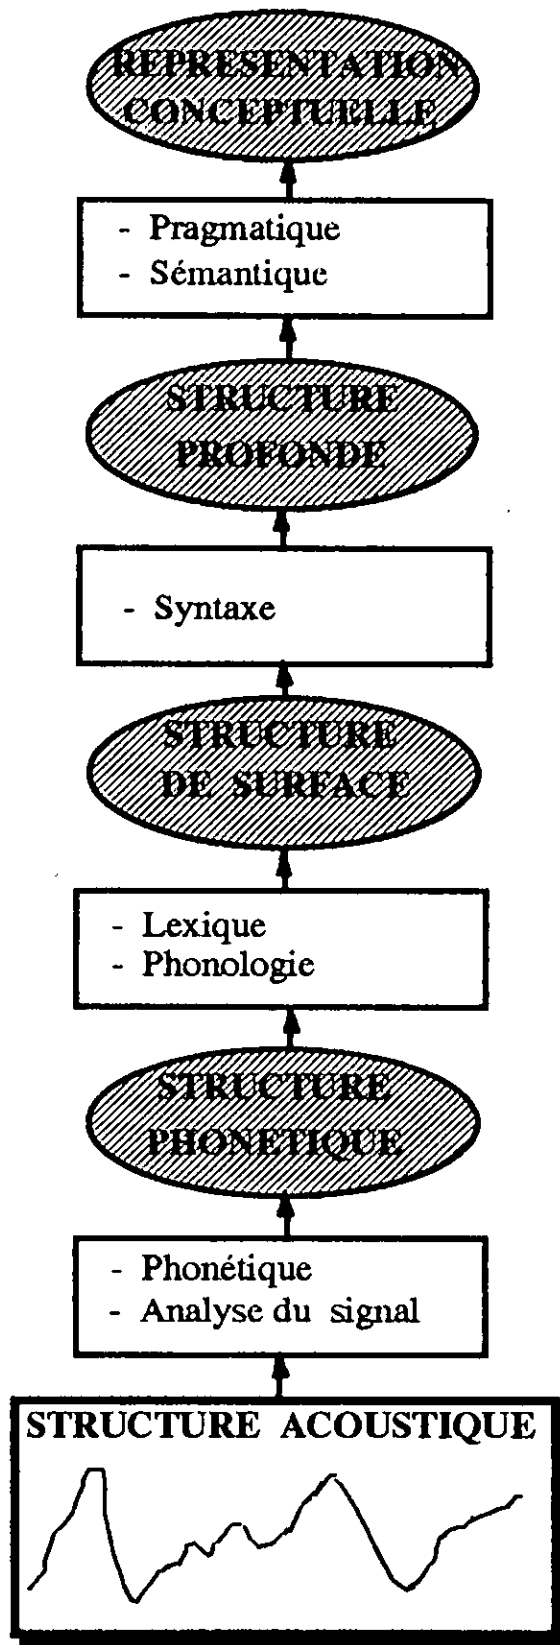 REPRESENTATION
CONCEPTUELLE
- Pragmatique
- Sémantique
STRUCTURE
PROFONDE
- Syntaxe
STRUCTURE
DE SURFACE
- Lexique
- Phonologie
STRUCTURE
PHONETIQUE
- Phonétique
- Analyse du signal
STRUCTURE ACOUSTIQUE